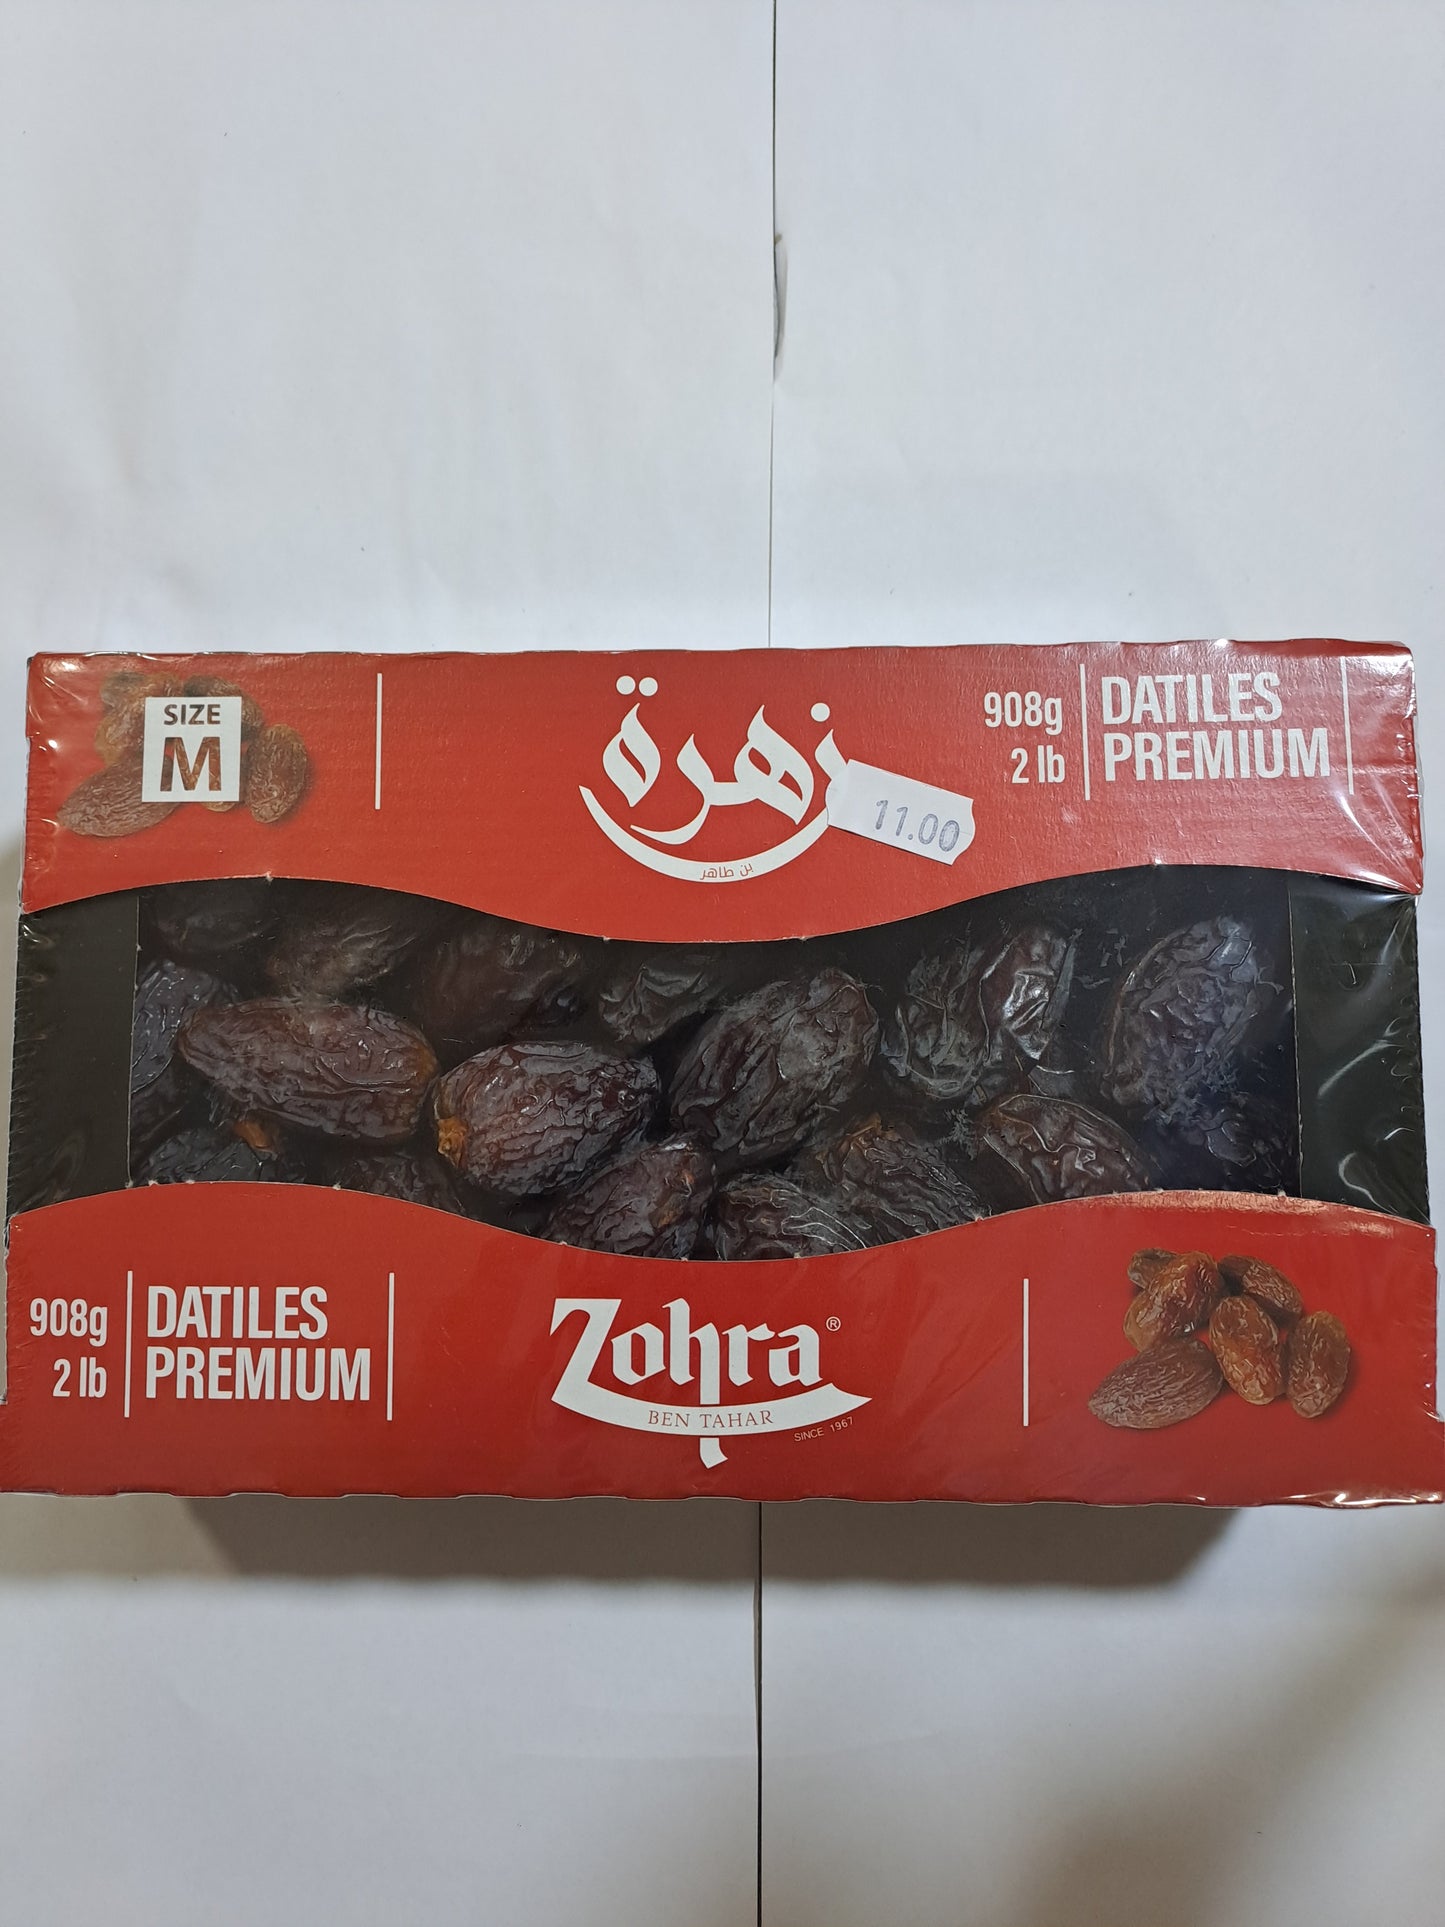 SIZE
M
زهرة
بن طاهر
11.00
908g
2 lb
DATILES
PREMIUM
908g
2 lb
DATILES
PREMIUM
Zohra®
BEN TAHAR
SINCE 1967